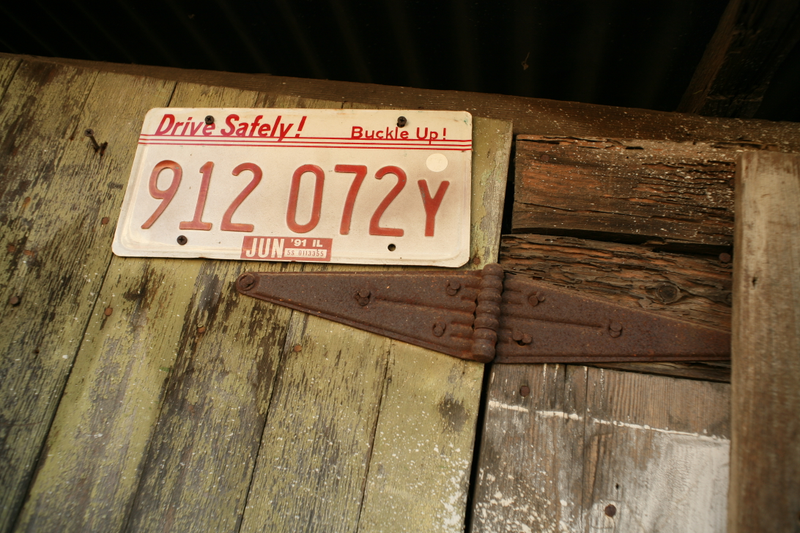 Drive Safely! Buckle Up!
912 072Y
JUN '91 IL